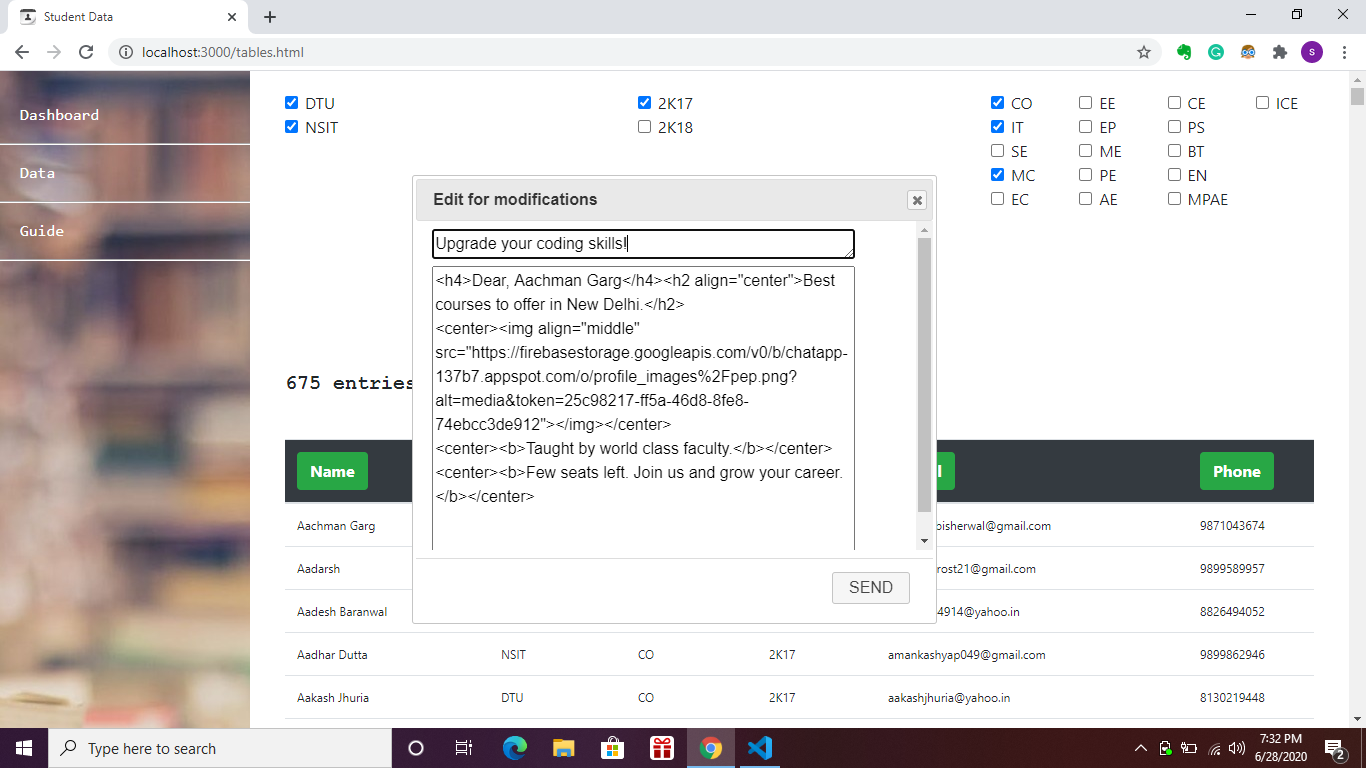 Student Data
localhost:3000/tables.html
s
Dashboard
Data
Guide
DTU 2K17 CO EE CE ICE
NSIT 2K18 IT EP PS
SE ME BT
MC PE EN
EC AE MPAE
Edit for modifications
Upgrade your coding skills!
<h4>Dear, Aachman Garg</h4><h2 align="center">Best
courses to offer in New Delhi.</h2>
<center><img align="middle"
src="https://firebasestorage.googleapis.com/v0/b/chatapp-
137b7.appspot.com/o/profile_images%2Fpep.png?
alt=media&token=25c98217-ff5a-46d8-8fe8-
74ebcc3de912"></img></center>
<center><b>Taught by world class faculty.</b></center>
<center><b>Few seats left. Join us and grow your career.
</b></center>
SEND
675 entries
Name Phone
Aachman Garg bisherwal@gmail.com 9871043674
Aadarsh rost21@gmail.com 9899589957
Aadesh Baranwal 4914@yahoo.in 8826494052
Aadhar Dutta NSIT CO 2K17 amankashyap049@gmail.com 9899862946
Aakash Jhuria DTU CO 2K17 aakashjhuria@yahoo.in 8130219448
Type here to search
7:32 PM
6/28/2020
2